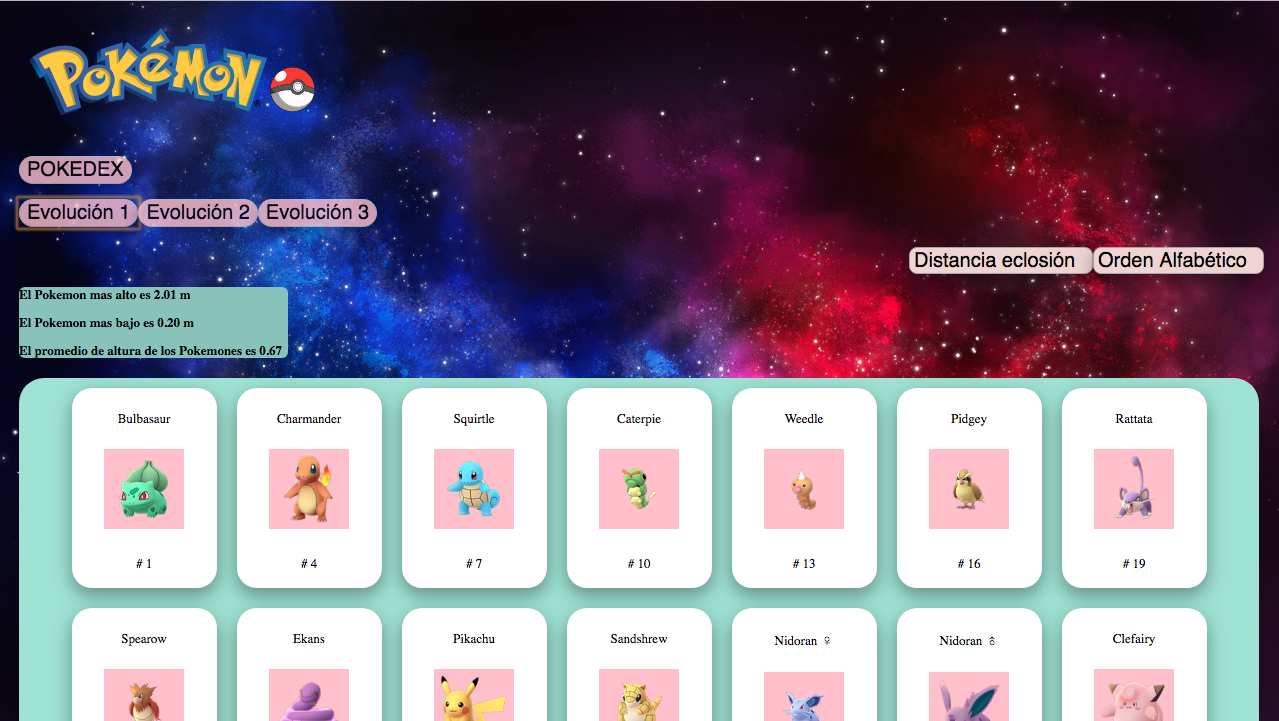 POKéMON
POKEDEX
Evolución 1 Evolución 2 Evolución 3
Distancia eclosión Orden Alfabético
El Pokemon mas alto es 2.01 m
El Pokemon mas bajo es 0.20 m
El promedio de altura de los Pokemones es 0.67
Bulbasaur Charmander Squirtle Caterpie Weedle Pidgey Rattata
# 1 # 4 # 7 # 10 # 13 # 16 # 19
Spearow Ekans Pikachu Sandshrew Nidoran ♀ Nidoran ♂ Clefairy